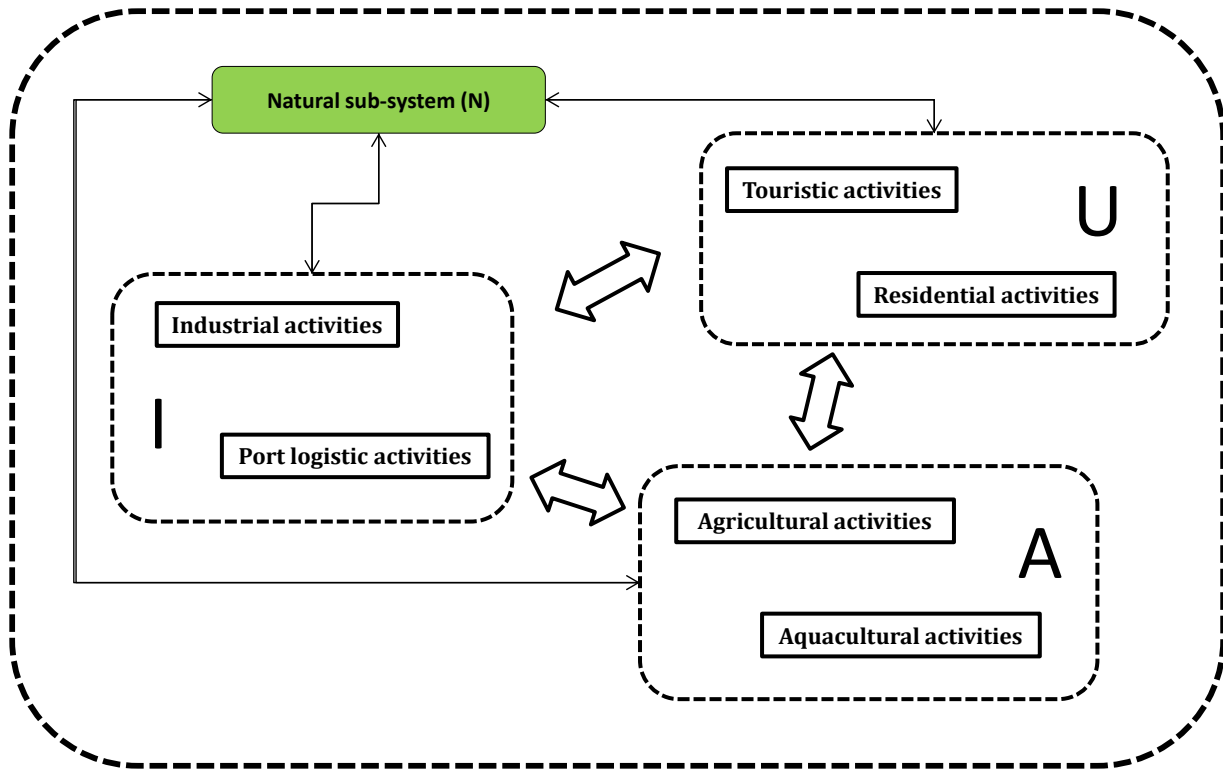 Natural sub-system (N)
Touristic activities
U
Residential activities
Industrial activities
I
Port logistic activities
Agricultural activities
A
Aquacultural activities